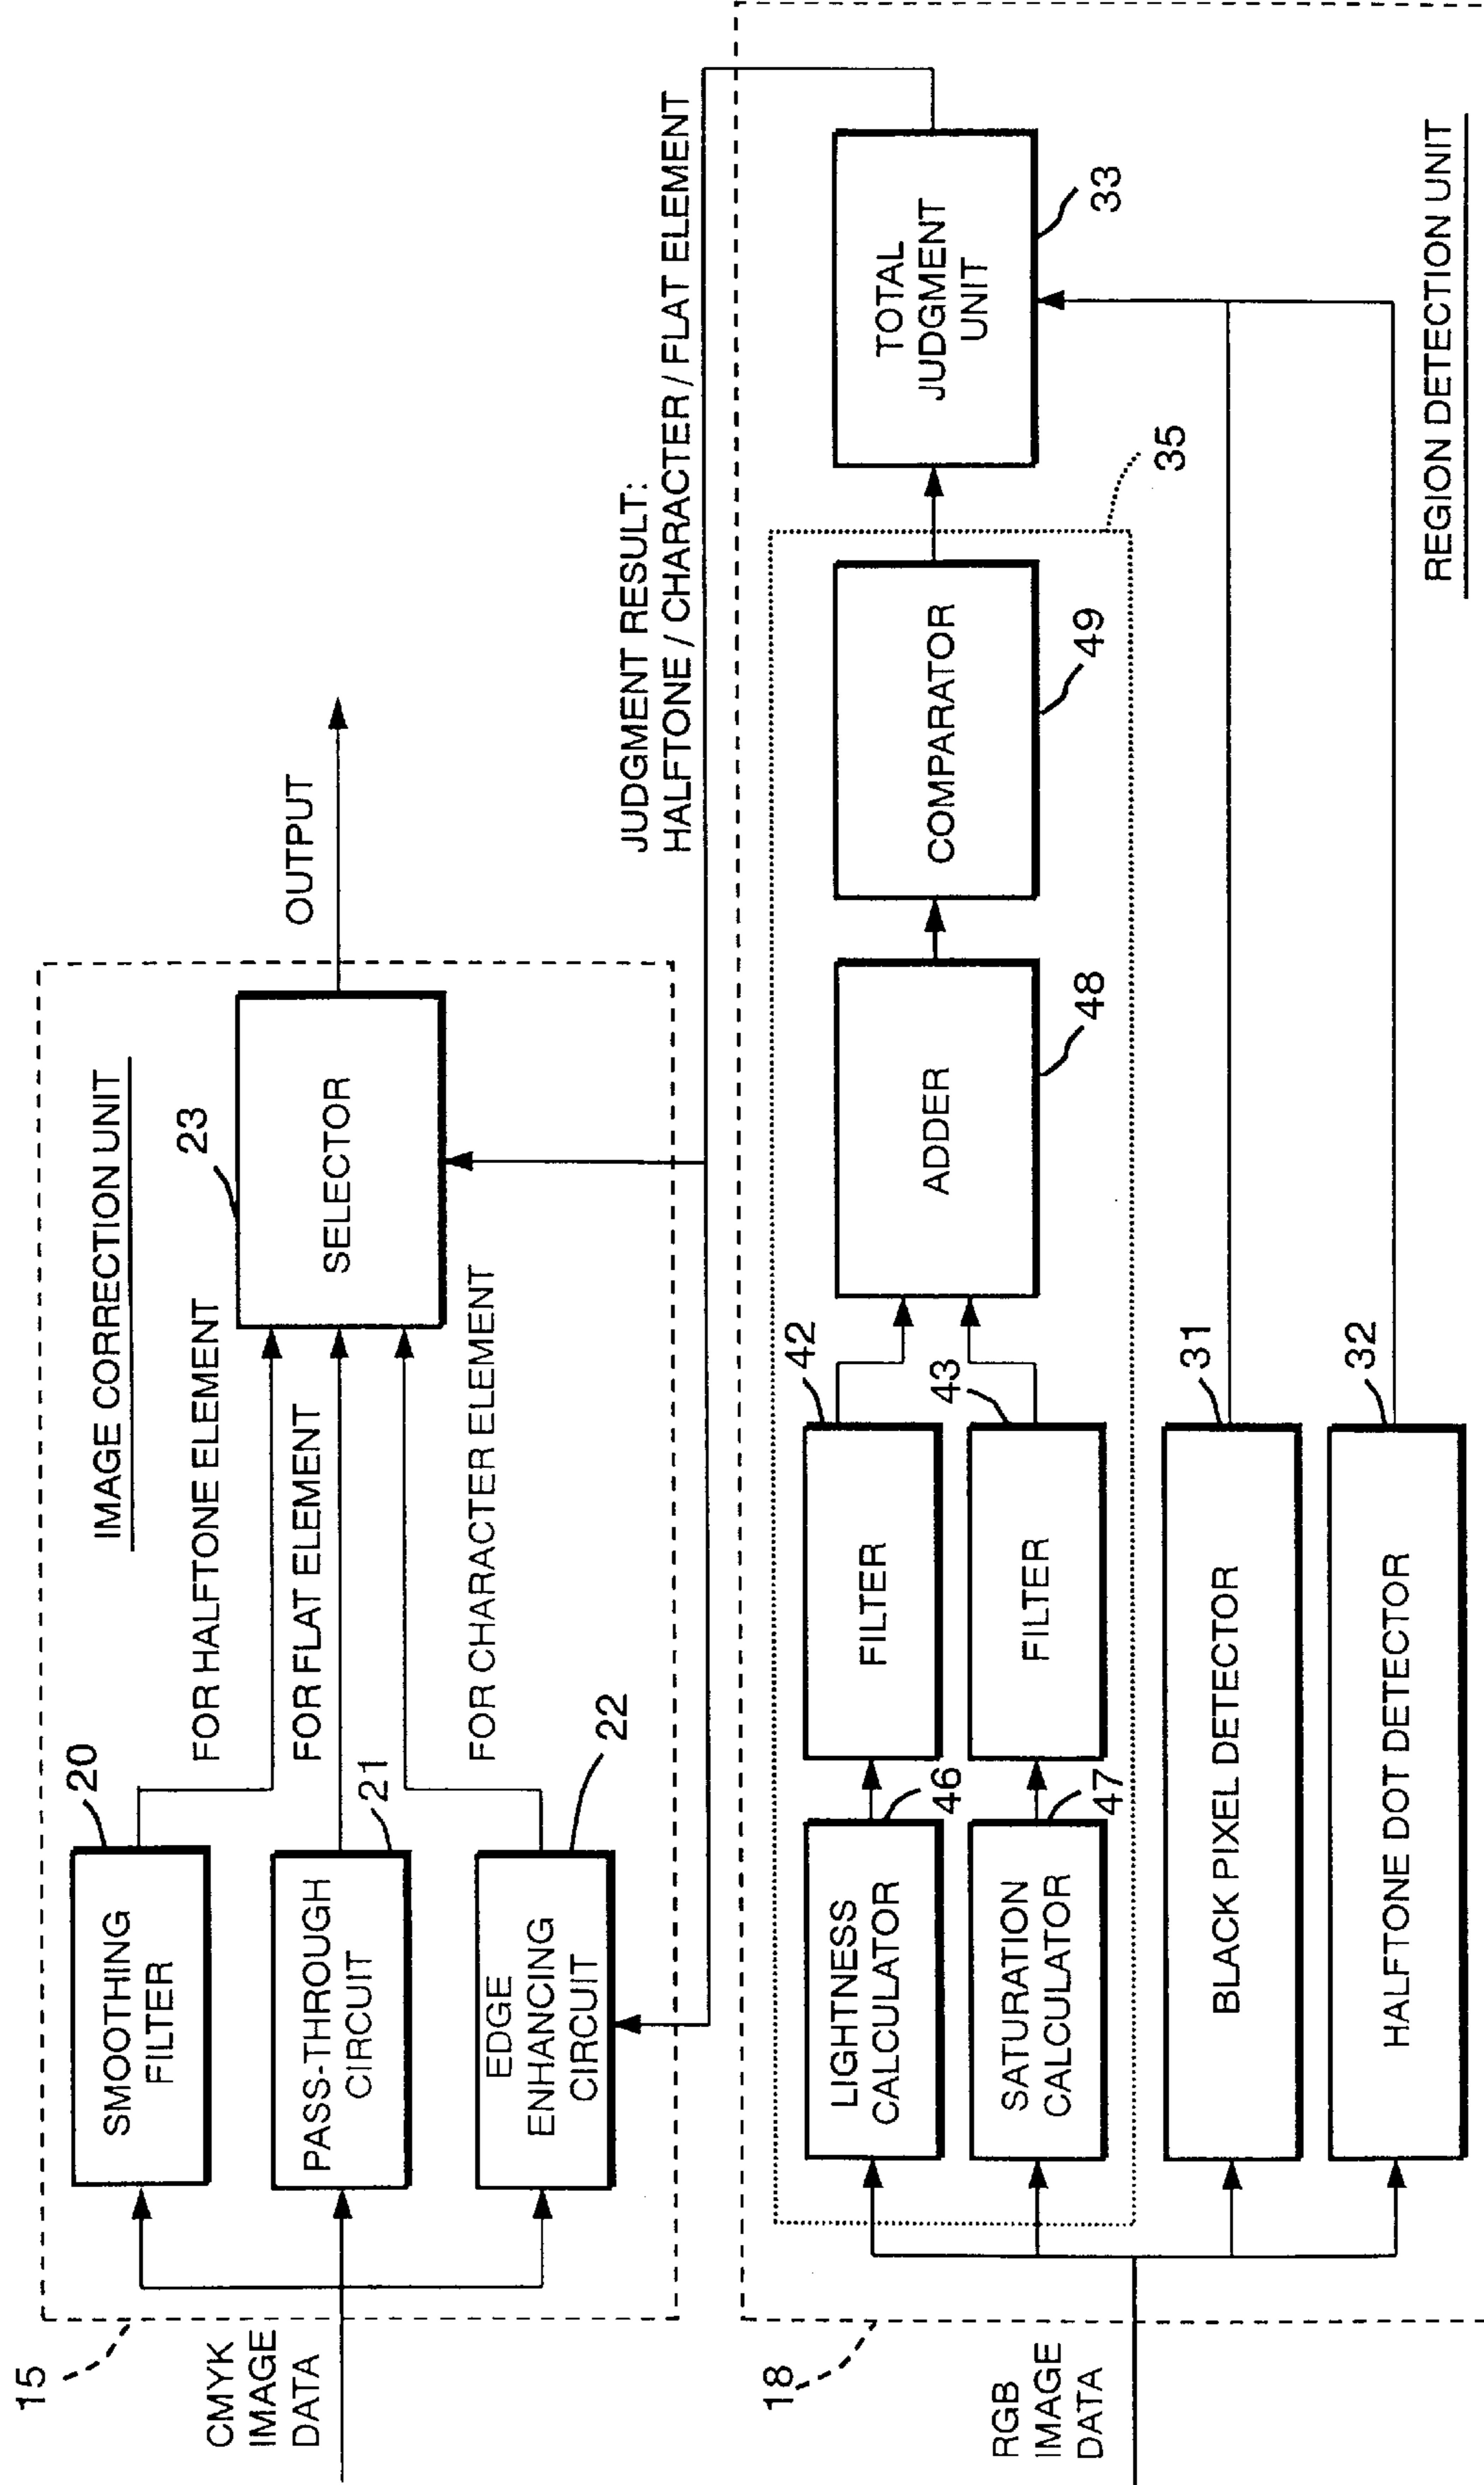 15
CMYK
IMAGE
DATA
IMAGE CORRECTION UNIT
20
SMOOTHING
FILTER
21
PASS-THROUGH
CIRCUIT
22
EDGE
ENHANCING
CIRCUIT
FOR HALFTONE ELEMENT
FOR FLAT ELEMENT
FOR CHARACTER ELEMENT
23
SELECTOR
OUTPUT
JUDGMENT RESULT:
HALFTONE / CHARACTER / FLAT ELEMENT
18
RGB
IMAGE
DATA
LIGHTNESS
CALCULATOR
46
SATURATION
CALCULATOR
47
FILTER
42
FILTER
43
ADDER
48
COMPARATOR
49
35
TOTAL
JUDGMENT
UNIT
33
BLACK PIXEL DETECTOR
31
HALFTONE DOT DETECTOR
32
REGION DETECTION UNIT